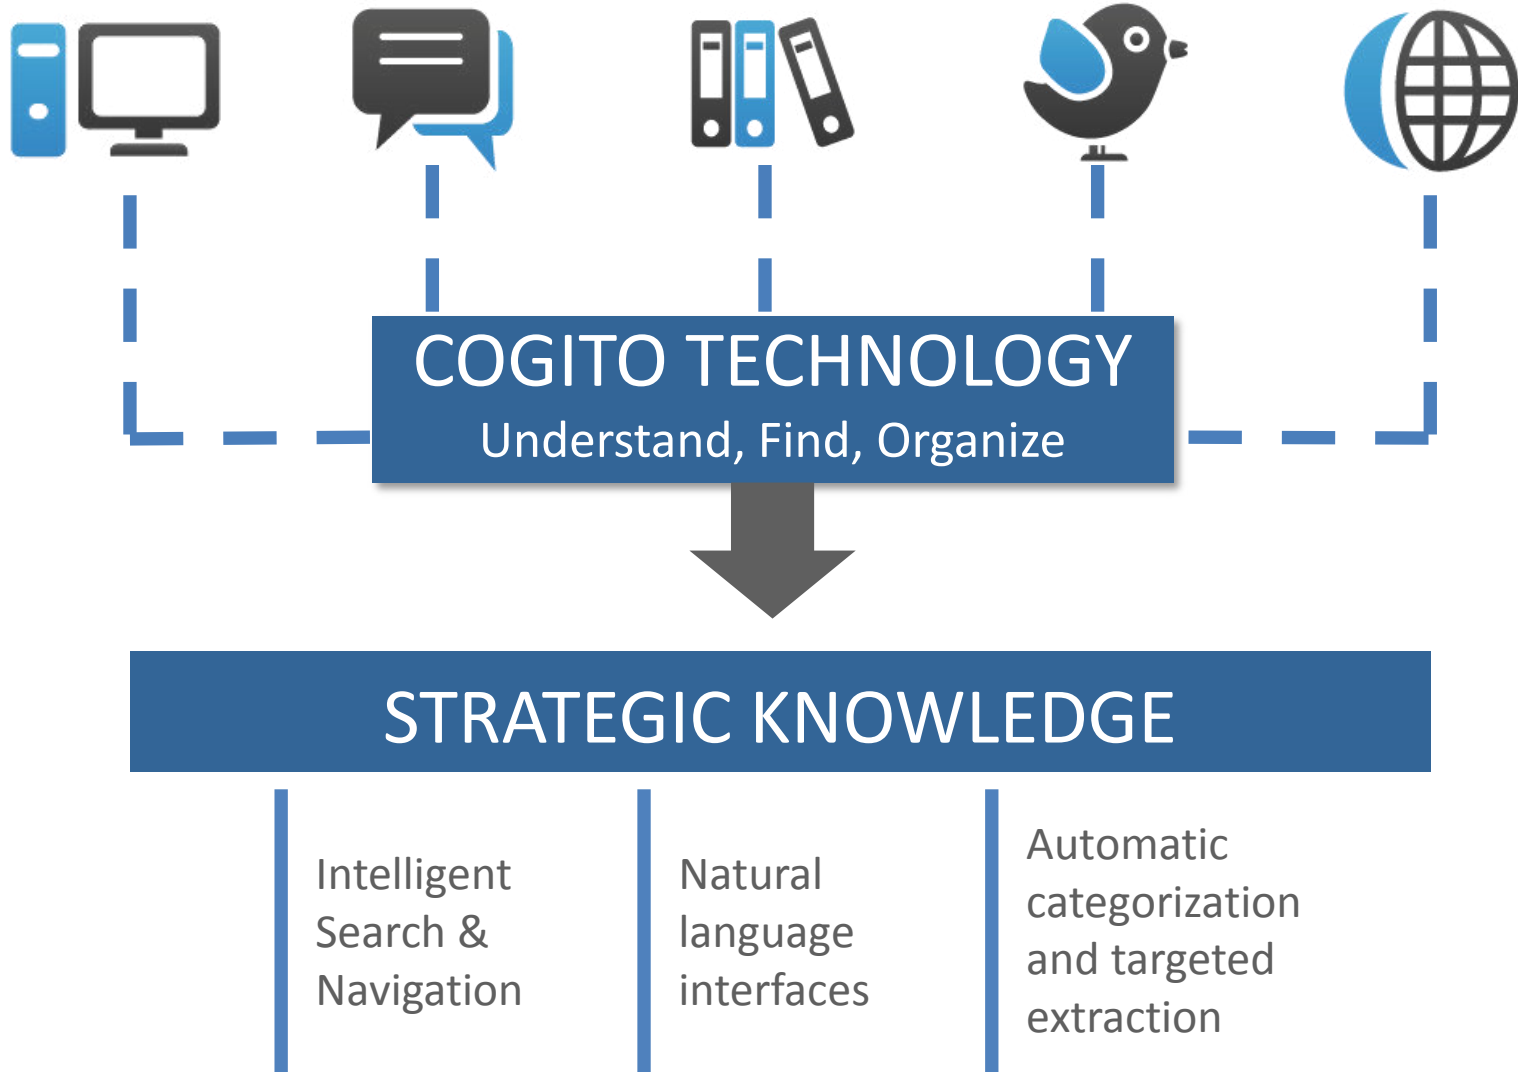 COGITO TECHNOLOGY
Understand, Find, Organize
STRATEGIC KNOWLEDGE
Intelligent
Search &
Navigation
Natural
language
interfaces
Automatic
categorization
and targeted
extraction